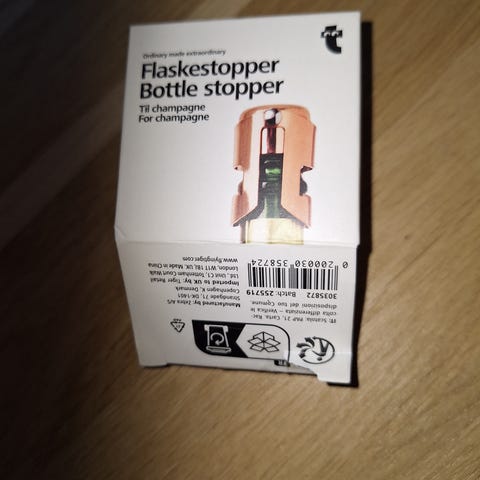 Ordinary made extraordinary
Flaskestopper
Bottle stopper
Til champagne
For champagne
IT: Scatola: PAP 21, Carta. Rac-
colta differenziata – Verifica le
disposizioni del tuo Comune
3035872 Batch: 255719
0 200030 358724
Manufactured by: Zebra A/S
Strandgade, 71 · DK-1401
Copenhagen K, Denmark
Imported to UK by: Tiger Retail
Ltd., Unit C1, Tottenham Court Walk
London, W1T UK Made in China
www.flyingtiger.com